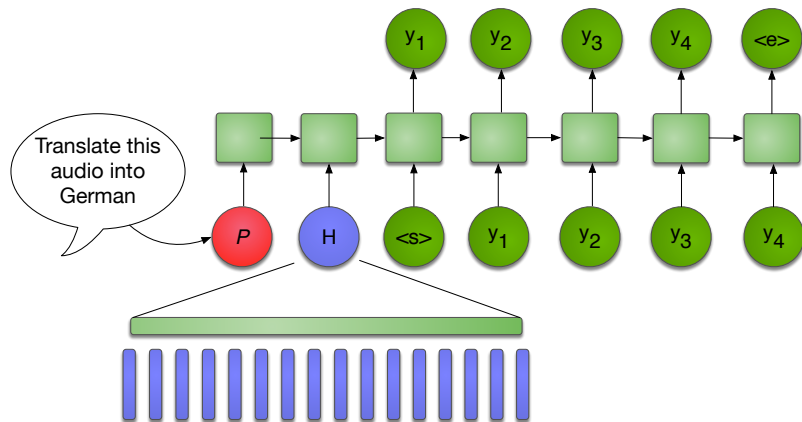 y₁ y₂ y₃ y₄ <e>
Translate this
audio into
German
P H <s> y₁ y₂ y₃ y₄